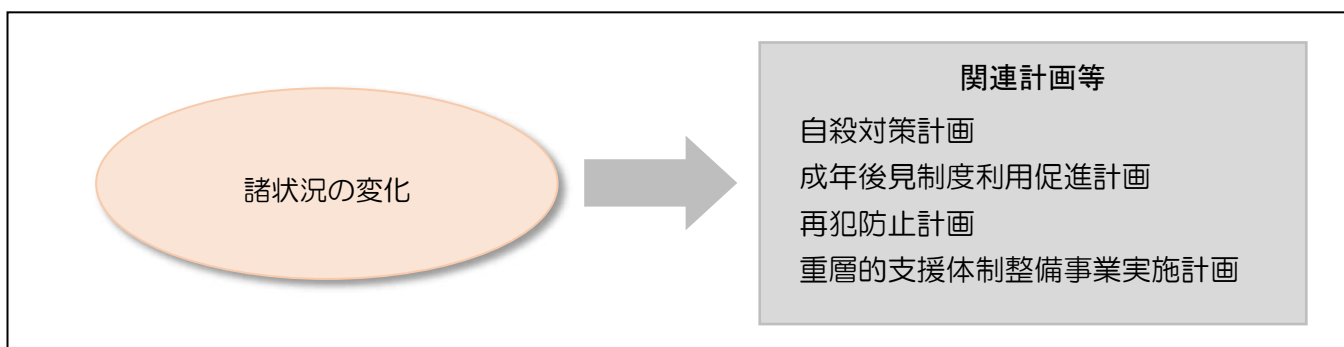 諸状況の変化
関連計画等
自殺対策計画
成年後見制度利用促進計画
再犯防止計画
重層的支援体制整備事業実施計画